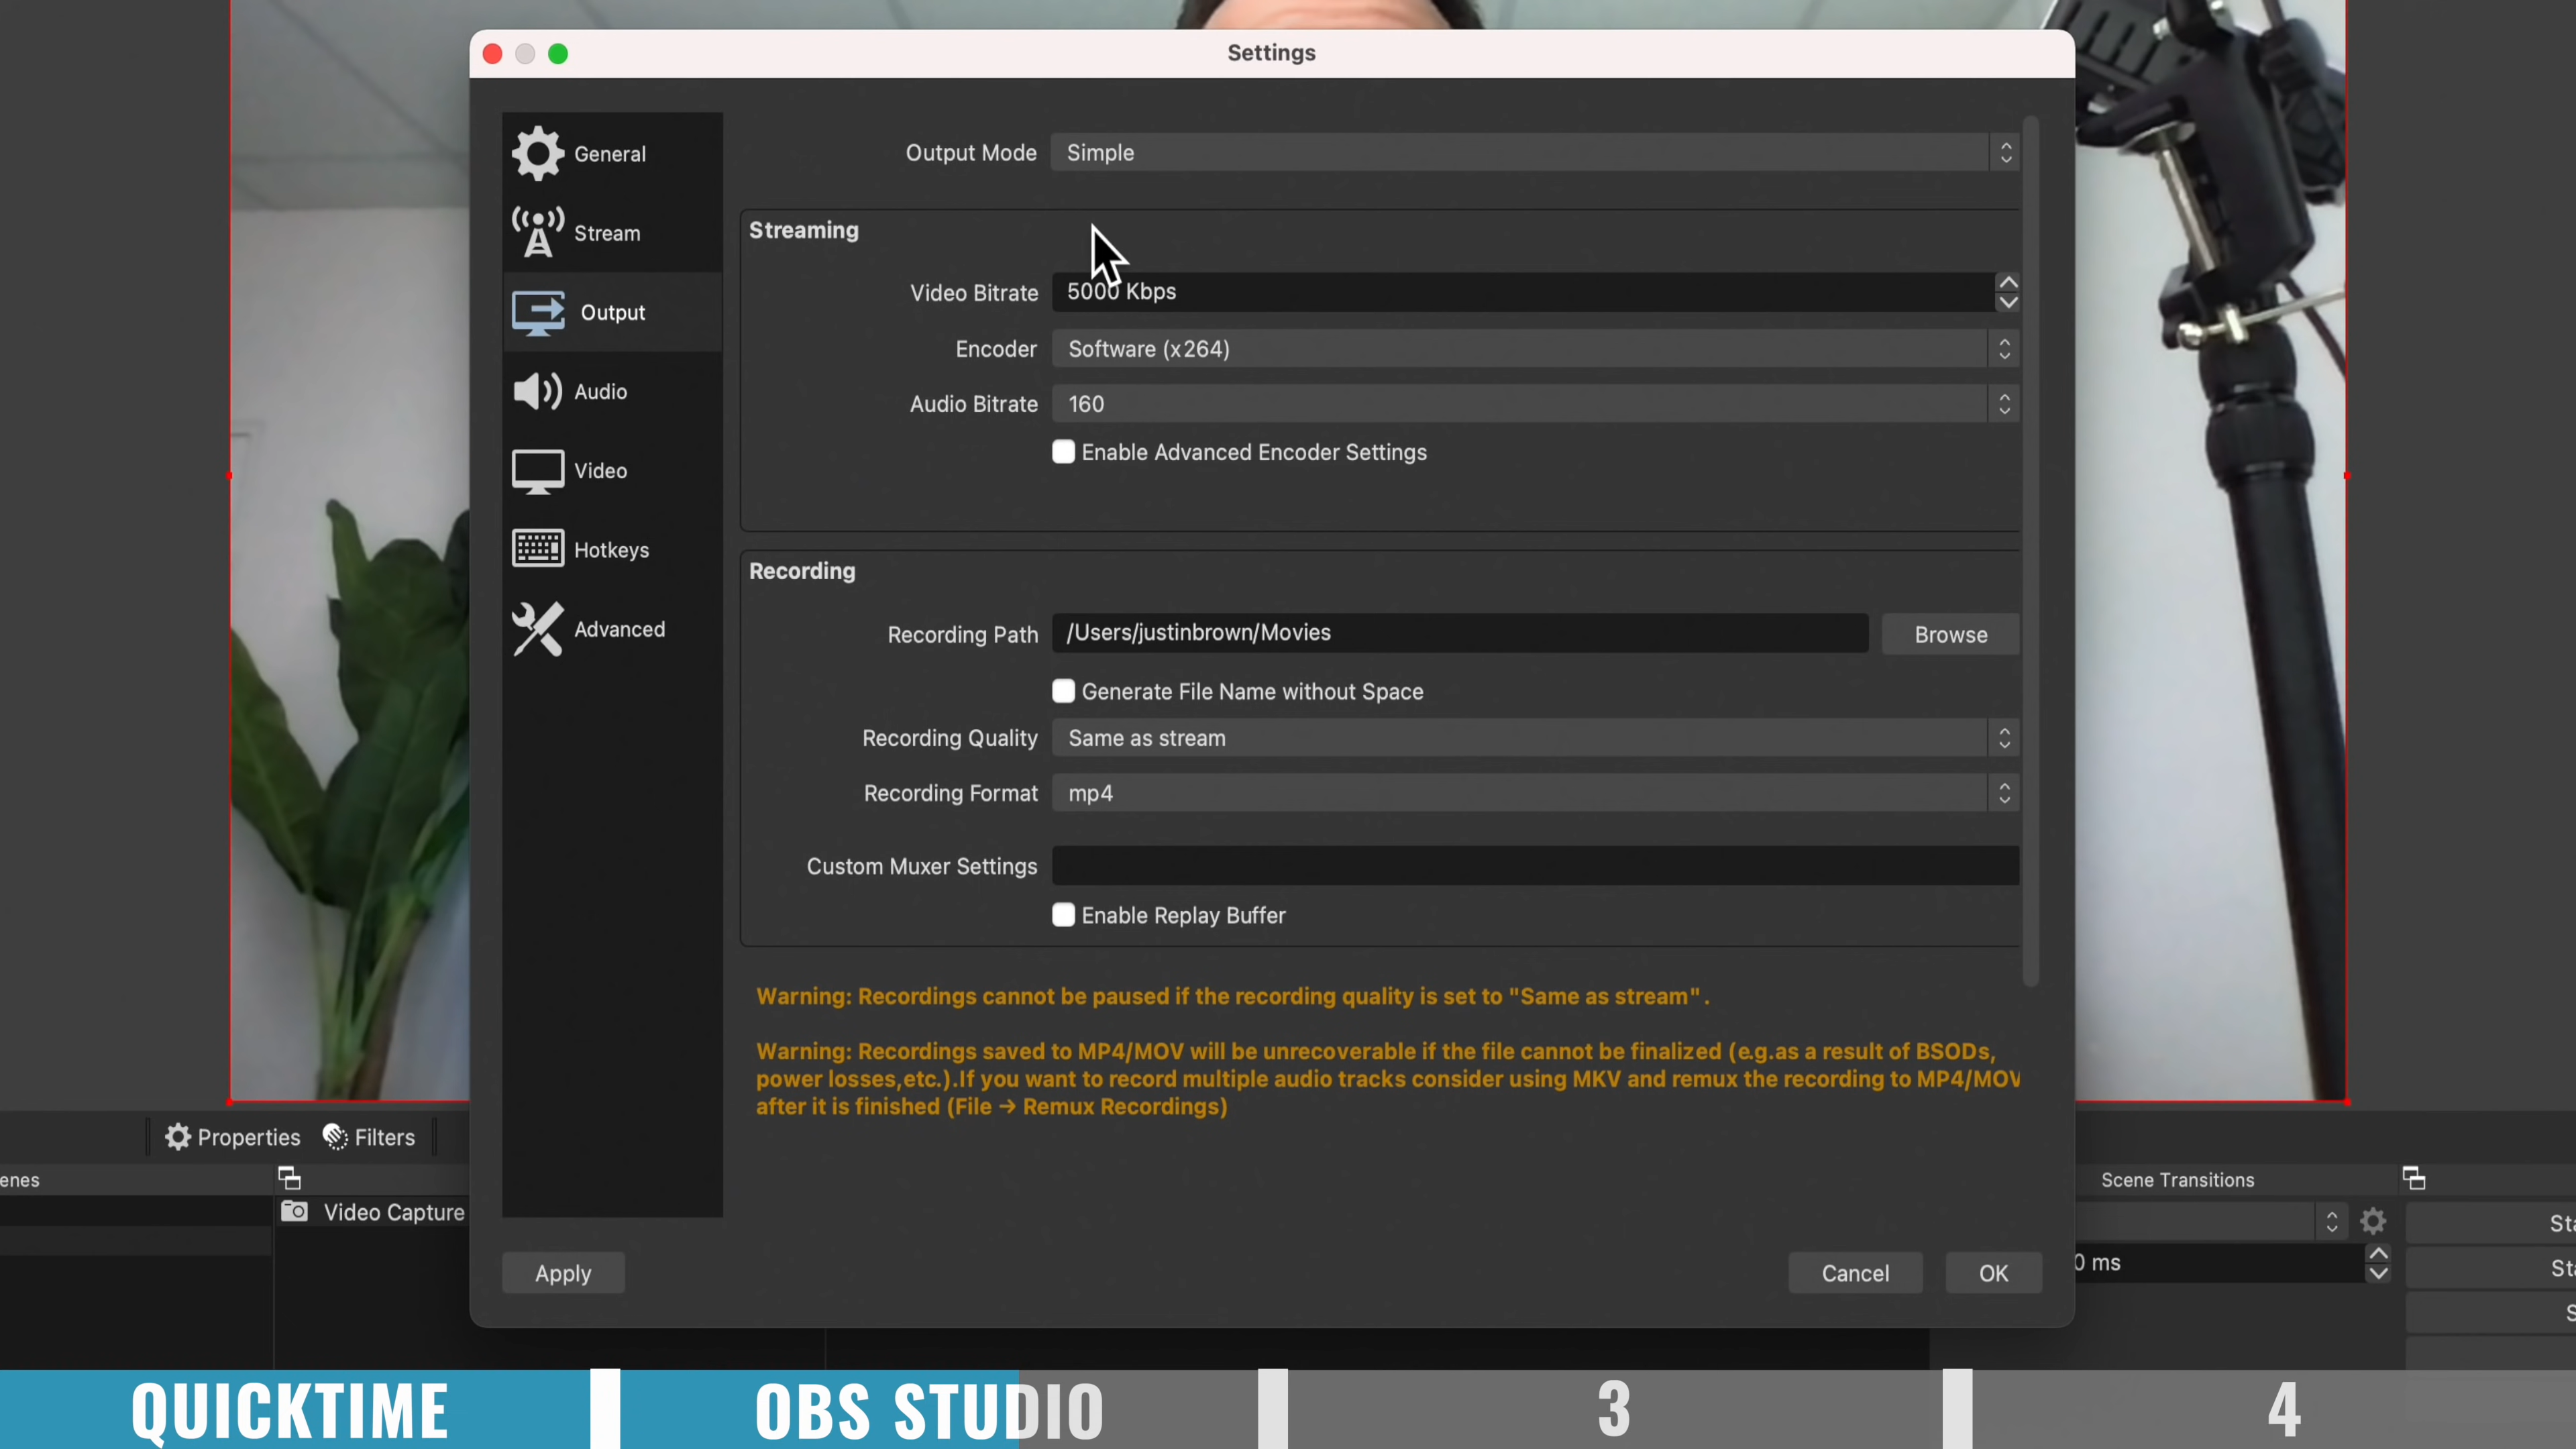 Settings
General
Stream
Output
Audio
Video
Hotkeys
Advanced
Output Mode Simple
Streaming
Video Bitrate 5000 Kbps
Encoder Software (x264)
Audio Bitrate 160
Enable Advanced Encoder Settings
Recording
Recording Path /Users/justinbrown/Movies Browse
Generate File Name without Space
Recording Quality Same as stream
Recording Format mp4
Custom Muxer Settings
Enable Replay Buffer
Warning: Recordings cannot be paused if the recording quality is set to "Same as stream".
Warning: Recordings saved to MP4/MOV will be unrecoverable if the file cannot be finalized (e.g.as a result of BSODs,
power losses,etc.).If you want to record multiple audio tracks consider using MKV and remux the recording to MP4/MOV
after it is finished (File → Remux Recordings)
Apply Cancel OK
Properties Filters
enes
Video Capture
Scene Transitions
0 ms
QUICKTIME OBS STUDIO 3 4